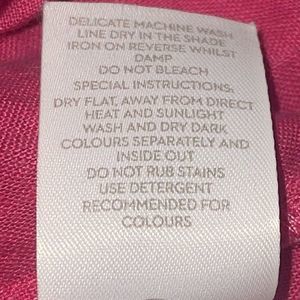 DELICATE MACHINE WASH
LINE DRY IN THE SHADE
IRON ON REVERSE WHILST
DAMP
DO NOT BLEACH
SPECIAL INSTRUCTIONS:
DRY FLAT, AWAY FROM DIRECT
HEAT AND SUNLIGHT
WASH AND DRY DARK
COLOURS SEPARATELY AND
INSIDE OUT
DO NOT RUB STAINS
USE DETERGENT
RECOMMENDED FOR
COLOURS